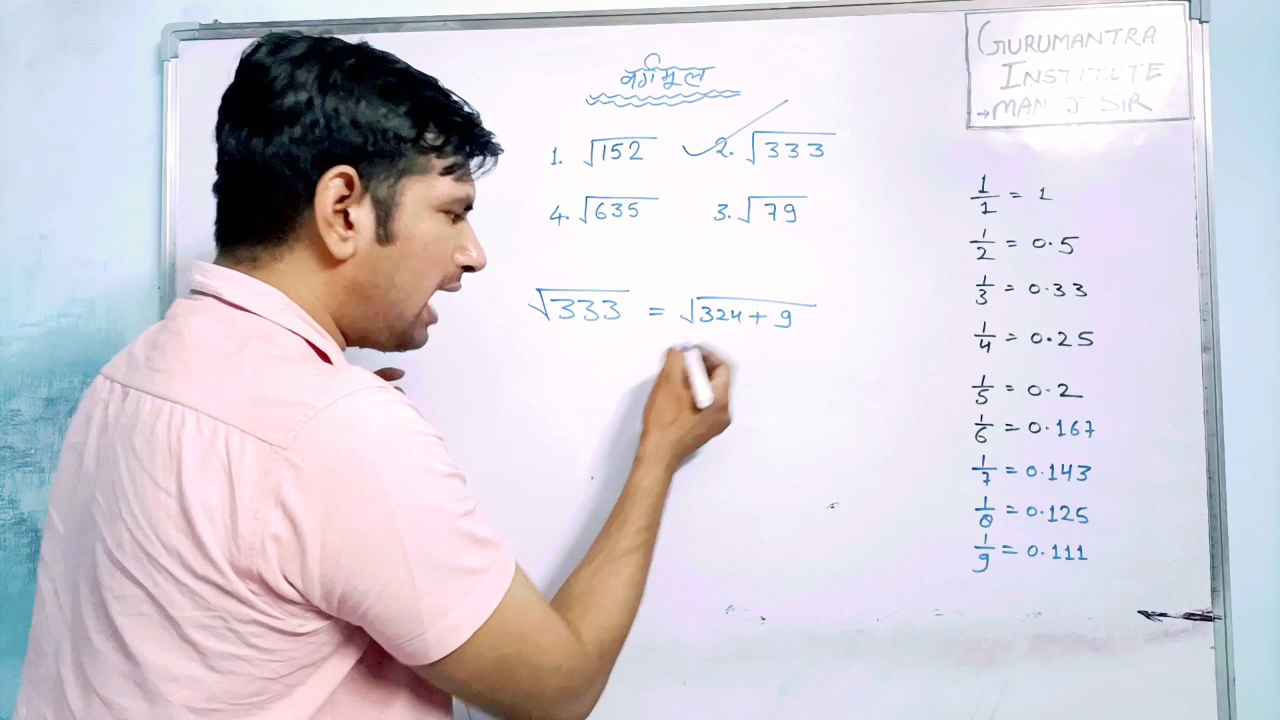 वर्गमूल
1. √152 2. √333
4. √635 3. √79
√333 = √324 + 9
GURUMANTRA
INSTITUTE
→MAN J SIR
1/1 = 1
1/2 = 0.5
1/3 = 0.33
1/4 = 0.25
1/5 = 0.2
1/6 = 0.167
1/7 = 0.143
1/8 = 0.125
1/9 = 0.111